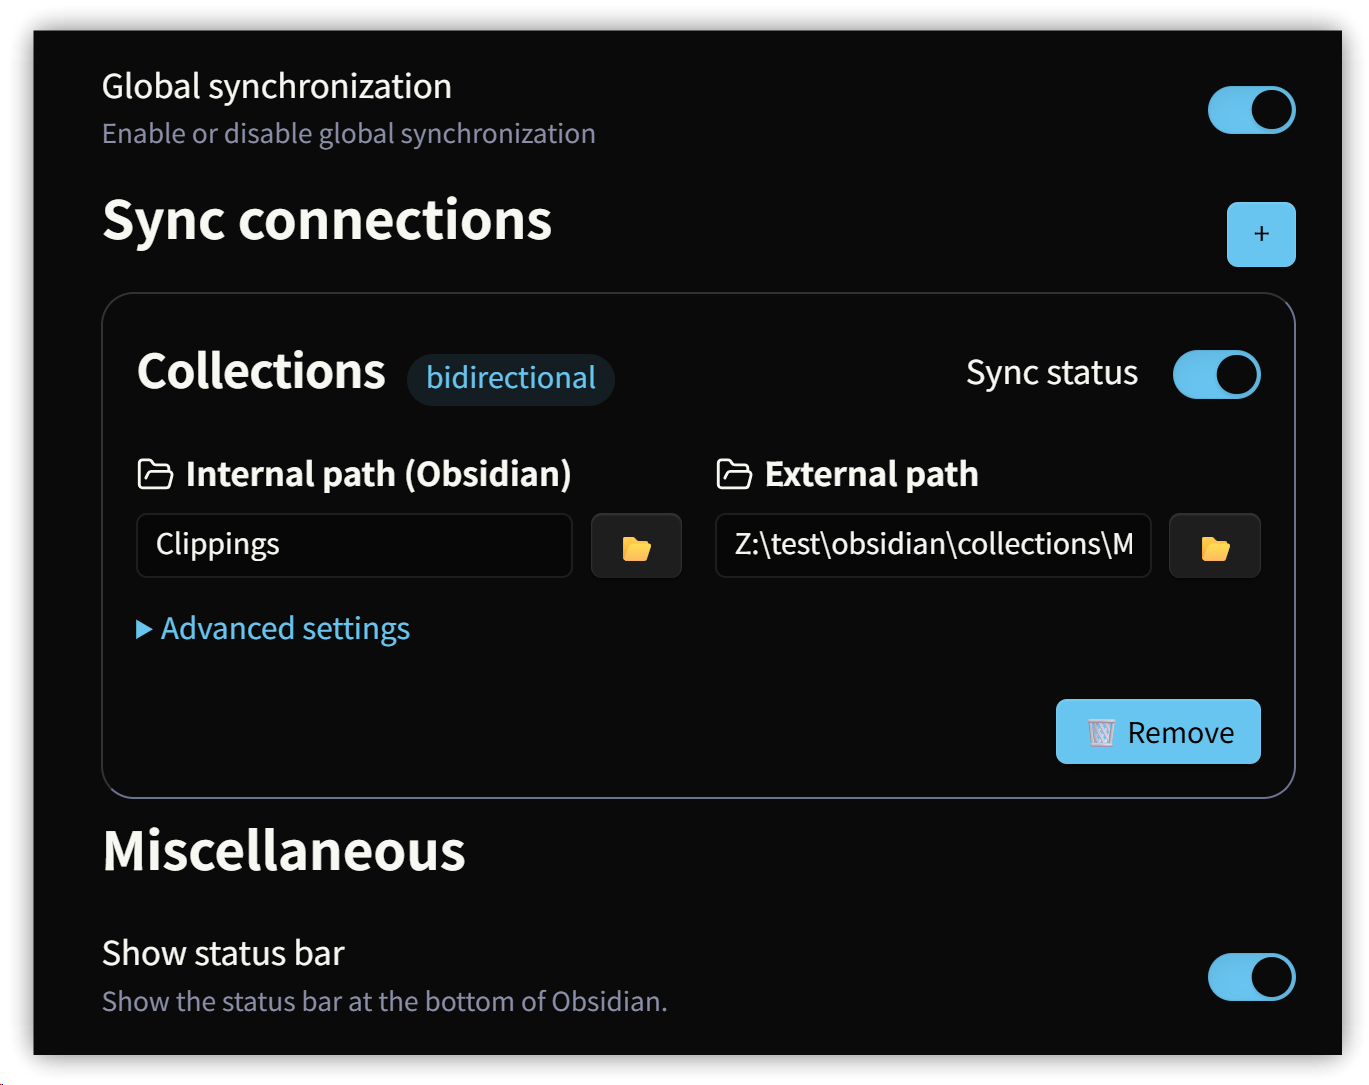 Global synchronization
Enable or disable global synchronization
Sync connections
+
Collections bidirectional
Sync status
Internal path (Obsidian)
External path
Clippings
Z:\test\obsidian\collections\M
Advanced settings
Remove
Miscellaneous
Show status bar
Show the status bar at the bottom of Obsidian.